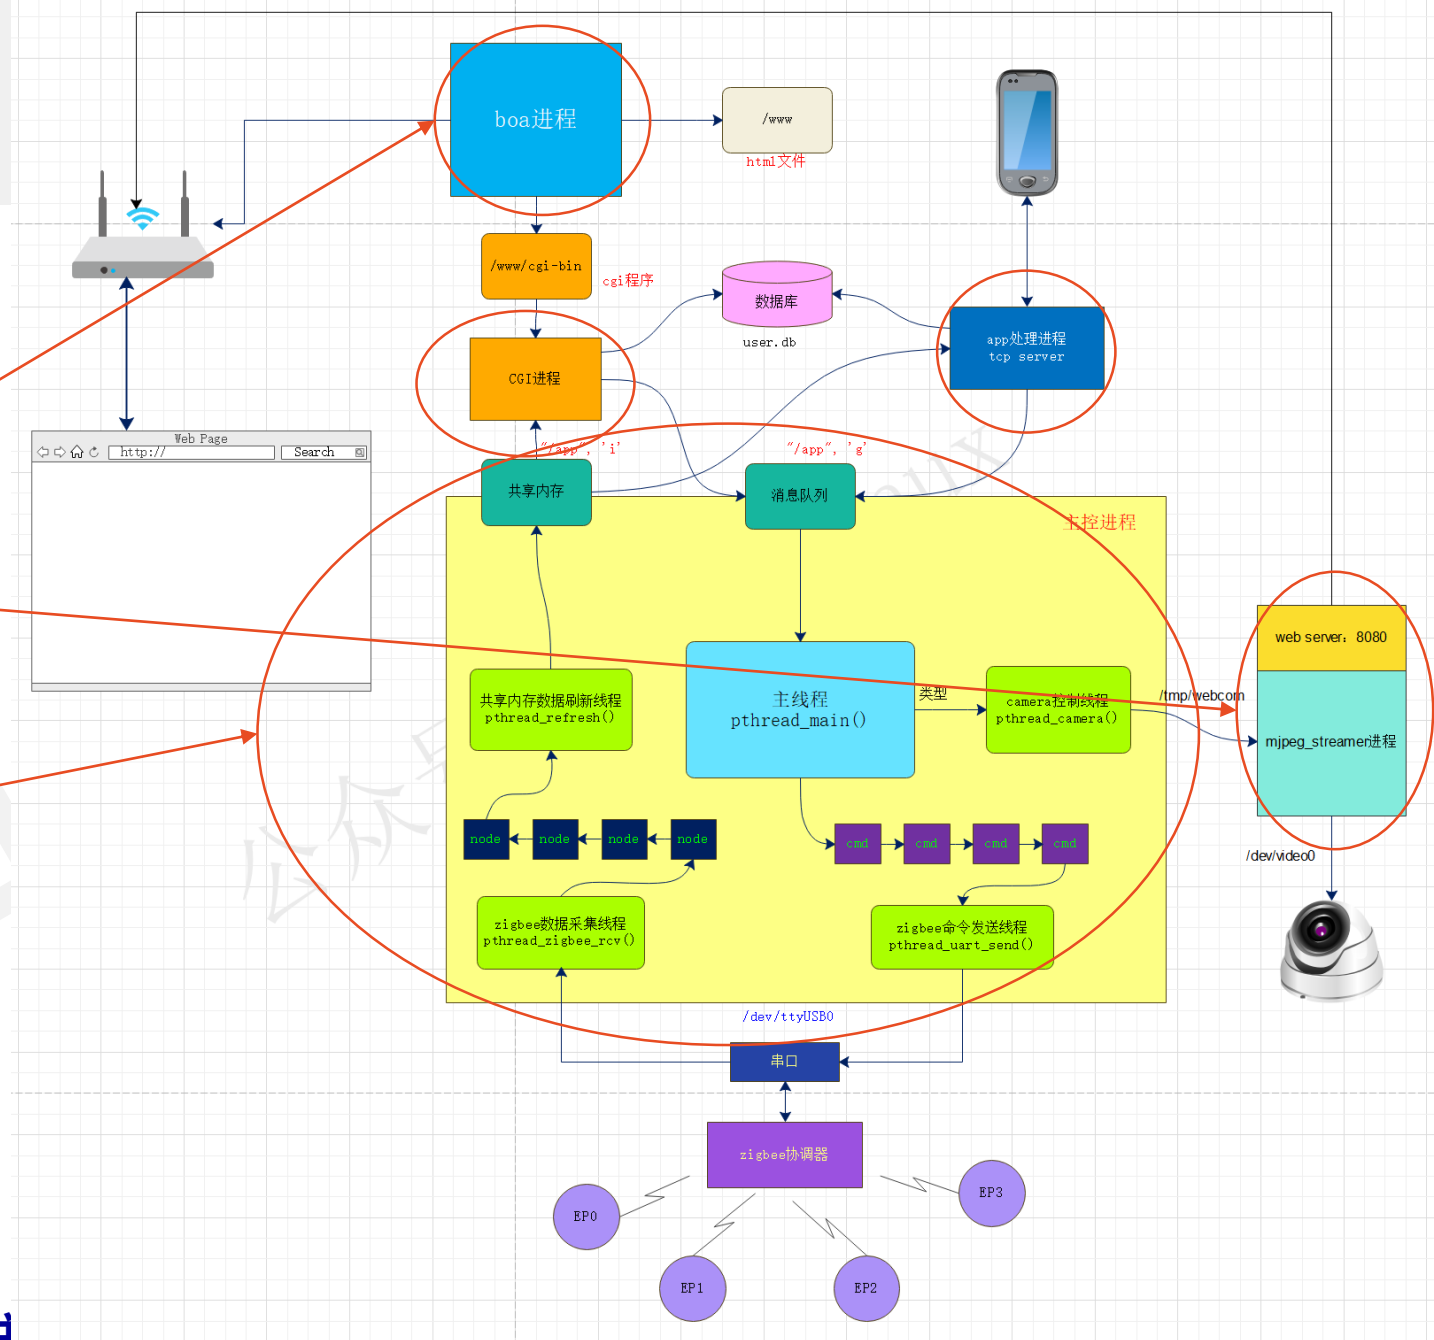 boa进程
/www
html文件
/www/cgi-bin
cgi程序
数据库
user.db
app处理进程
tcp server
CGI进程
Web Page
http://
Search
"/app", 'i'
"/app", 'g'
共享内存
消息队列
主控进程
web server：8080
共享内存数据刷新线程
pthread_refresh()
主线程
pthread_main()
类型
camera控制线程
pthread_camera()
/tmp/webcom
mjpeg_streamer进程
node
node
node
node
cmd
cmd
cmd
cmd
/dev/video0
zigbee数据采集线程
pthread_zigbee_rcv()
zigbee命令发送线程
pthread_uart_send()
/dev/ttyUSB0
串口
zigbee协调器
EP0
EP1
EP2
EP3
公众号